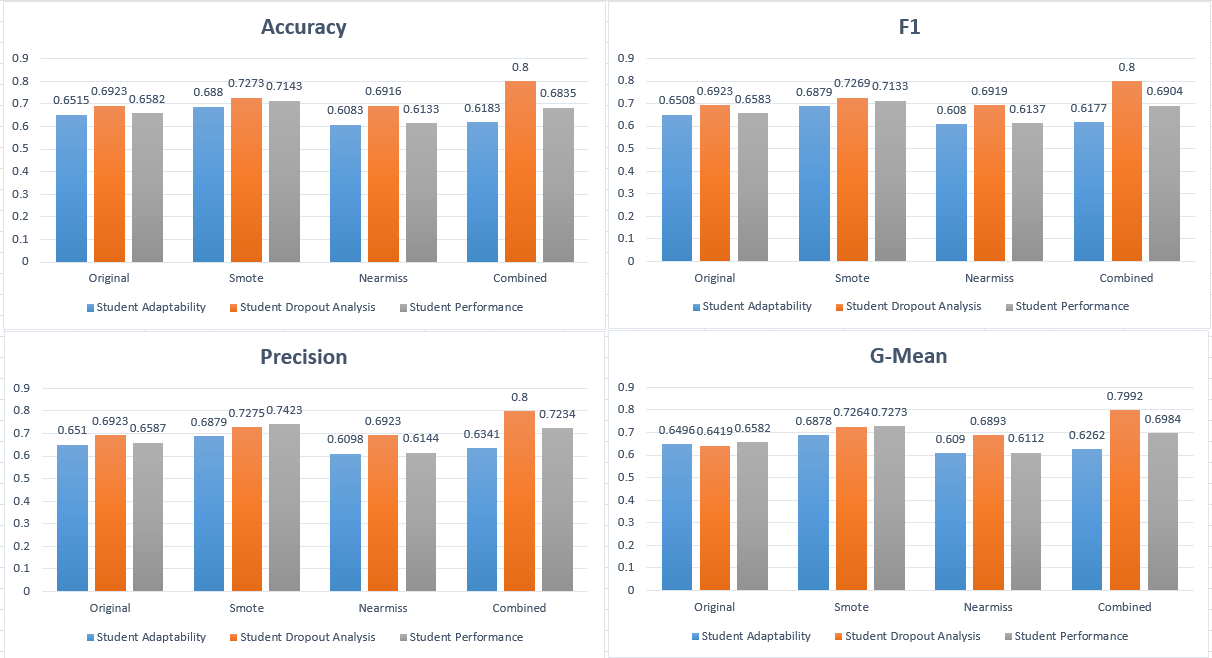 Accuracy
0.9
0.8
0.7
0.6
0.5
0.4
0.3
0.2
0.1
0
0.6515 0.6923 0.6582
0.688 0.7273 0.7143
0.6083 0.6916 0.6133
0.6183 0.8 0.6835
Original Smote Nearmiss Combined
Student Adaptability Student Dropout Analysis Student Performance
F1
0.9
0.8
0.7
0.6
0.5
0.4
0.3
0.2
0.1
0
0.6508 0.6923 0.6583
0.6879 0.7269 0.7133
0.608 0.6919 0.6137
0.6177 0.8 0.6904
Original Smote Nearmiss Combined
Student Adaptability Student Dropout Analysis Student Performance
Precision
0.9
0.8
0.7
0.6
0.5
0.4
0.3
0.2
0.1
0
0.651 0.6923 0.6587
0.6879 0.7275 0.7423
0.6098 0.6923 0.6144
0.6341 0.8 0.7234
Original Smote Nearmiss Combined
Student Adaptability Student Dropout Analysis Student Performance
G-Mean
0.9
0.8
0.7
0.6
0.5
0.4
0.3
0.2
0.1
0
0.6496 0.6419 0.6582
0.6878 0.7264 0.7273
0.609 0.6893 0.6112
0.6262 0.7992 0.6984
Original Smote Nearmiss Combined
Student Adaptability Student Dropout Analysis Student Performance